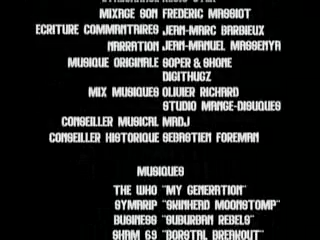 MIXAGE SON FREDERIC MASSIOT
ECRITURE COMMANTAIRES JEAN-MARC BARBIEUX
NARRATION JEAN-MANUEL MASSENYA
MUSIQUE ORIGINALE SOPER & SHONE
DIGITHUGZ
MIX MUSIQUES OLIVIER RICHARD
STUDIO MANGE-DISQUES
CONSEILLER MUSICAL MADJ
CONSEILLER HISTORIQUE SEBASTIEN FOREMAN
MUSIQUES
THE WHO "MY GENERATION"
SYMARIP "SKINHEAD MOONSTOMP"
BUSINESS "SUBURBAN REBELS"
SHAM 69 "BORSTAL BREAKOUT"